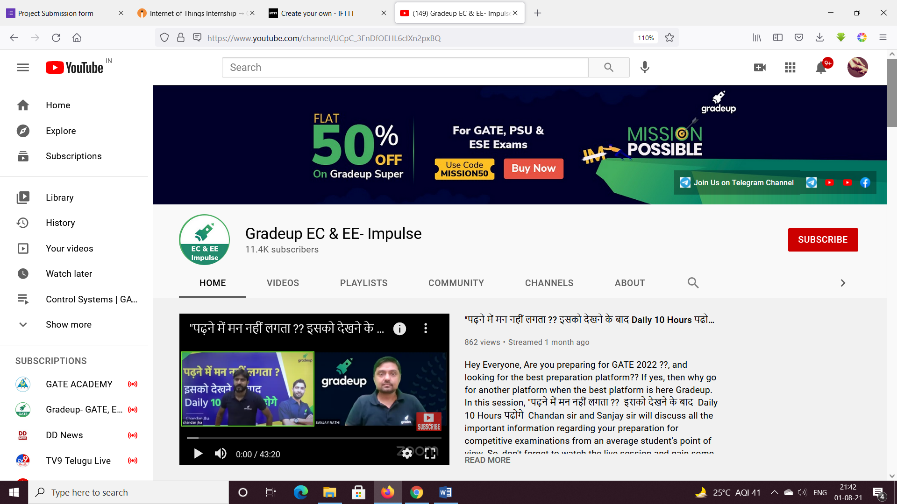 Project Submission form
Internet of Things Internship —
Create your own - IFTTT
(149) Gradeup EC & EE- Impuls
110%
YouTube IN
Search
9+
Home
Explore
Subscriptions
Library
History
Your videos
Watch later
Control Systems | GA...
Show more
SUBSCRIPTIONS
GATE ACADEMY
Gradeup- GATE, E...
DD News
TV9 Telugu Live
FLAT
50% OFF
On Gradeup Super
For GATE, PSU &
ESE Exams
Use Code
MISSION50
Buy Now
gradeup
MISSION
POSSIBLE
Join Us on Telegram Channel
EC & EE
Impulse
Gradeup EC & EE- Impulse
11.4K subscribers
SUBSCRIBE
HOME VIDEOS PLAYLISTS COMMUNITY CHANNELS ABOUT
"पढ़ने में मन नहीं लगता ?? इसको देखने के ...
पढ़ने में मन नहीं लगता ?
इसको देखने के बाद
gradeup
SUBSCRIBE
zoom
0:00 / 43:20
"पढ़ने में मन नहीं लगता ?? इसको देखने के बाद Daily 10 Hours पढो...
862 views • Streamed 1 month ago
Hey Everyone, Are you preparing for GATE 2022 ??, and
looking for the best preparation platform?? If yes, then why go
for another platform when the best platform is here Gradeup.
In this session, "पढ़ने में मन नहीं लगता ?? इसको देखने के बाद Daily
10 Hours पढोगे Chandan sir and Sanjay sir will discuss all the
important information regarding your preparation for
competitive examinations from an average student's point of
view. So, don't forget to watch the live session and gain some
READ MORE
Type here to search
25°C AQI 41
21:42
01-08-21
4